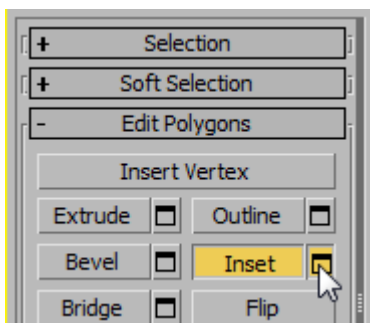 + Selection
+ Soft Selection
- Edit Polygons
Insert Vertex
Extrude Outline
Bevel Inset
Bridge Flip